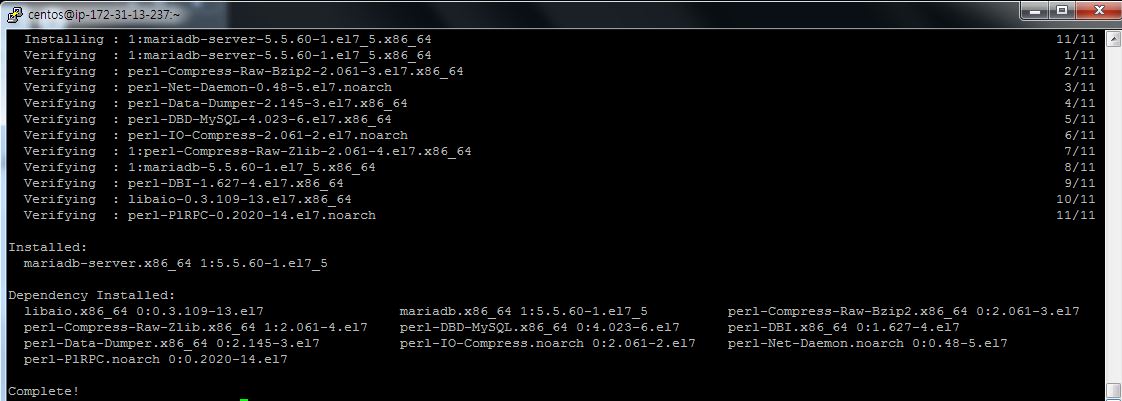 centos@ip-172-31-13-237:~
Installing : 1:mariadb-server-5.5.60-1.el7_5.x86_64 11/11
Verifying : 1:mariadb-server-5.5.60-1.el7_5.x86_64 1/11
Verifying : perl-Compress-Raw-Bzip2-2.061-3.el7.x86_64 2/11
Verifying : perl-Net-Daemon-0.48-5.el7.noarch 3/11
Verifying : perl-Data-Dumper-2.145-3.el7.x86_64 4/11
Verifying : perl-DBD-MySQL-4.023-6.el7.x86_64 5/11
Verifying : perl-IO-Compress-2.061-2.el7.noarch 6/11
Verifying : 1:perl-Compress-Raw-Zlib-2.061-4.el7.x86_64 7/11
Verifying : 1:mariadb-5.5.60-1.el7_5.x86_64 8/11
Verifying : perl-DBI-1.627-4.el7.x86_64 9/11
Verifying : libaio-0.3.109-13.el7.x86_64 10/11
Verifying : perl-PlRPC-0.2020-14.el7.noarch 11/11
Installed:
mariadb-server.x86_64 1:5.5.60-1.el7_5
Dependency Installed:
libaio.x86_64 0:0.3.109-13.el7 mariadb.x86_64 1:5.5.60-1.el7_5 perl-Compress-Raw-Bzip2.x86_64 0:2.061-3.el7
perl-Compress-Raw-Zlib.x86_64 1:2.061-4.el7 perl-DBD-MySQL.x86_64 0:4.023-6.el7 perl-DBI.x86_64 0:1.627-4.el7
perl-Data-Dumper.x86_64 0:2.145-3.el7 perl-IO-Compress.noarch 0:2.061-2.el7 perl-Net-Daemon.noarch 0:0.48-5.el7
perl-PlRPC.noarch 0:0.2020-14.el7
Complete!